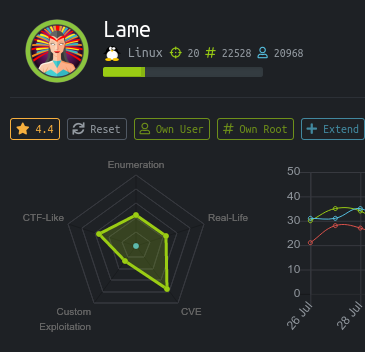 Lame
Linux 20 # 22528 20968
4.4 Reset Own User # Own Root + Extend
Enumeration
CTF-Like
Real-Life
Custom
Exploitation
CVE
50
40
30
20
10
0
26 Jul
28 Jul